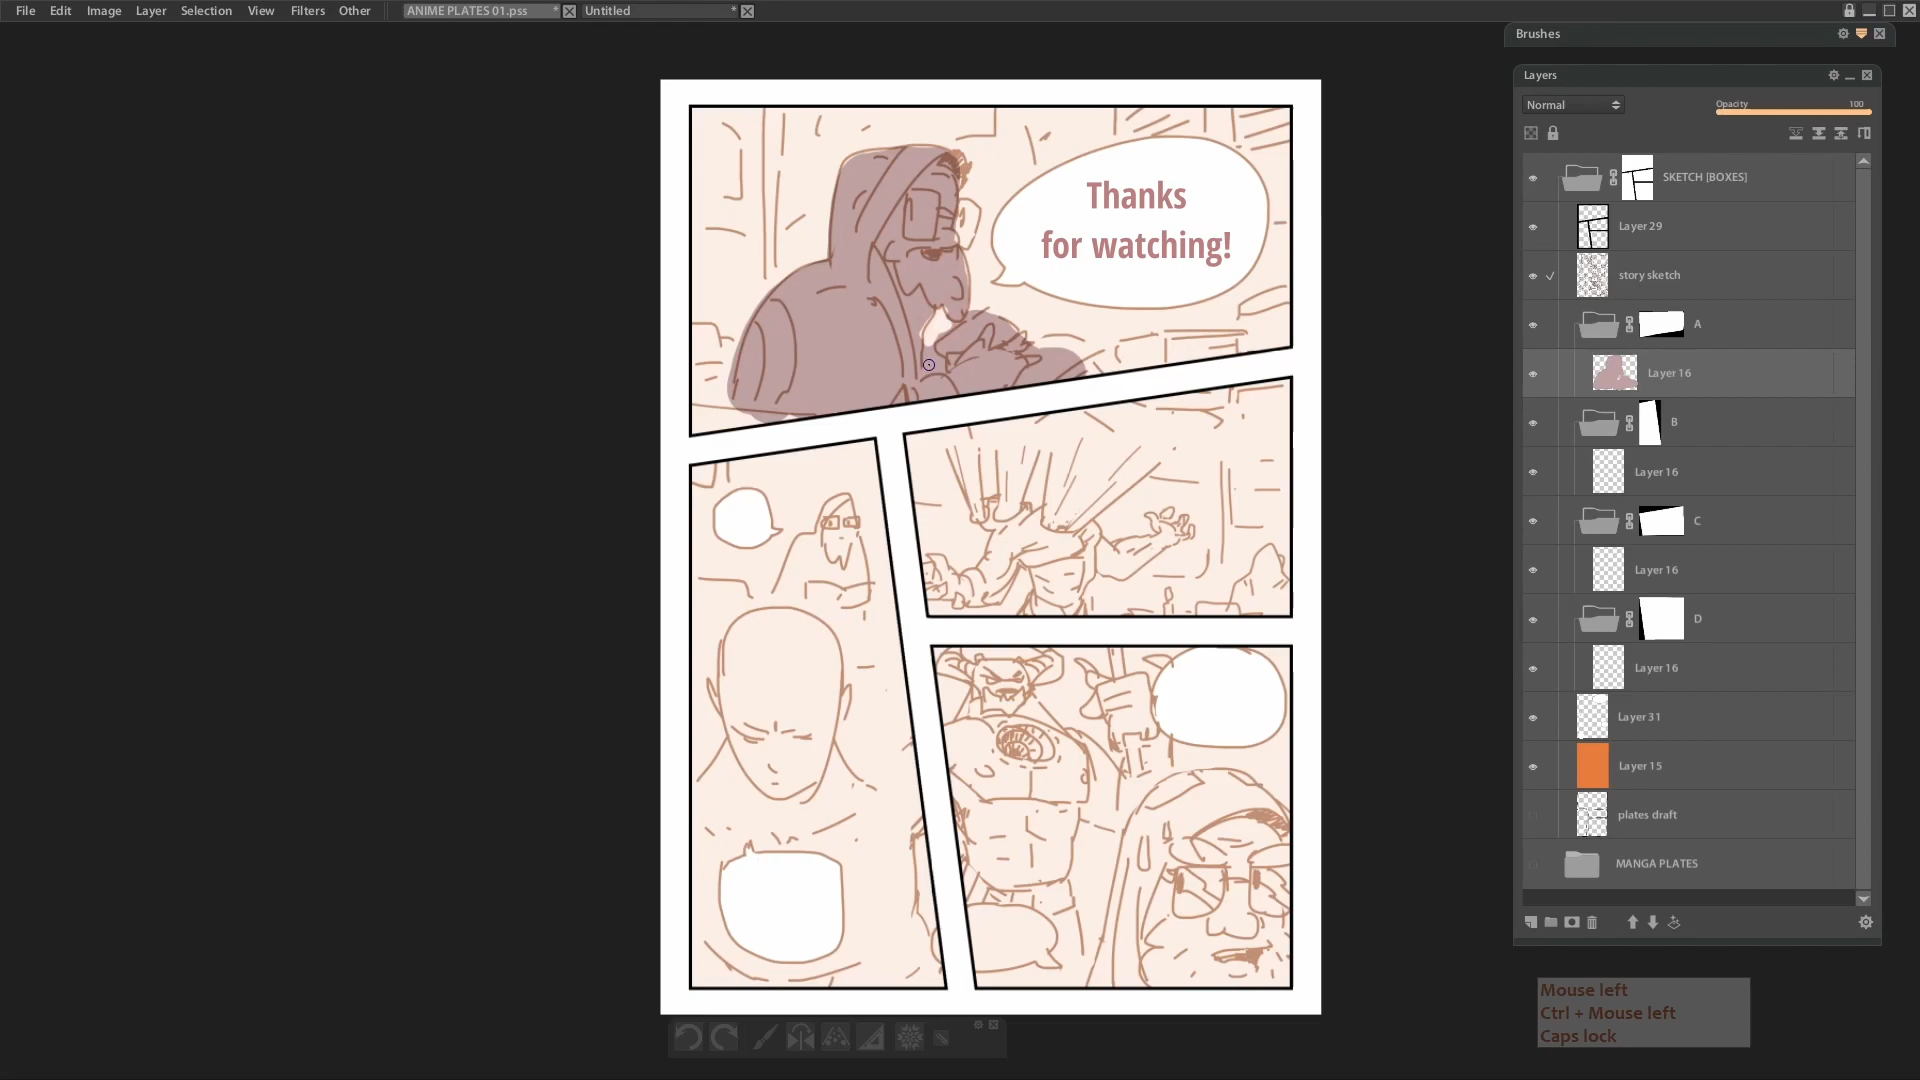 File Edit Image Layer Selection View Filters Other ANIME PLATES 01.pss * Untitled *
Brushes
Layers
Normal Opacity 100
SKETCH [BOXES]
Layer 29
story sketch
A
Layer 16
B
Layer 16
C
Layer 16
D
Layer 16
Layer 31
Layer 15
plates draft
MANGA PLATES
Thanks
for watching!
Mouse left
Ctrl + Mouse left
Caps lock